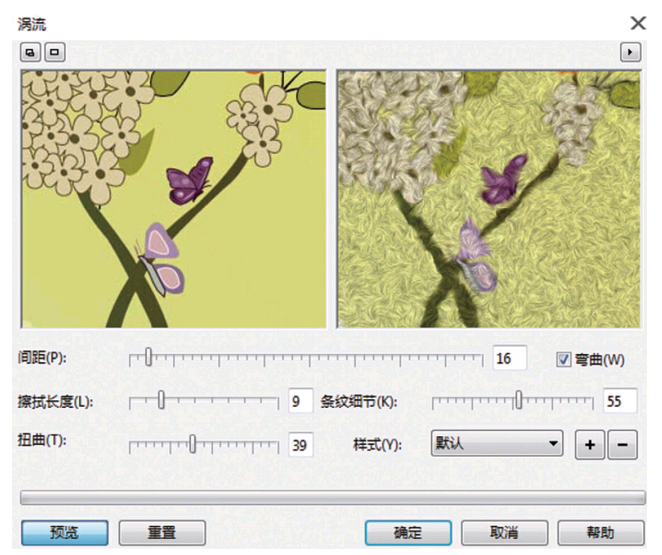 涡流
间距(P): 16 弯曲(W)
擦拭长度(L): 9 条纹细节(K): 55
扭曲(T): 39 样式(Y): 默认
预览 重置 确定 取消 帮助